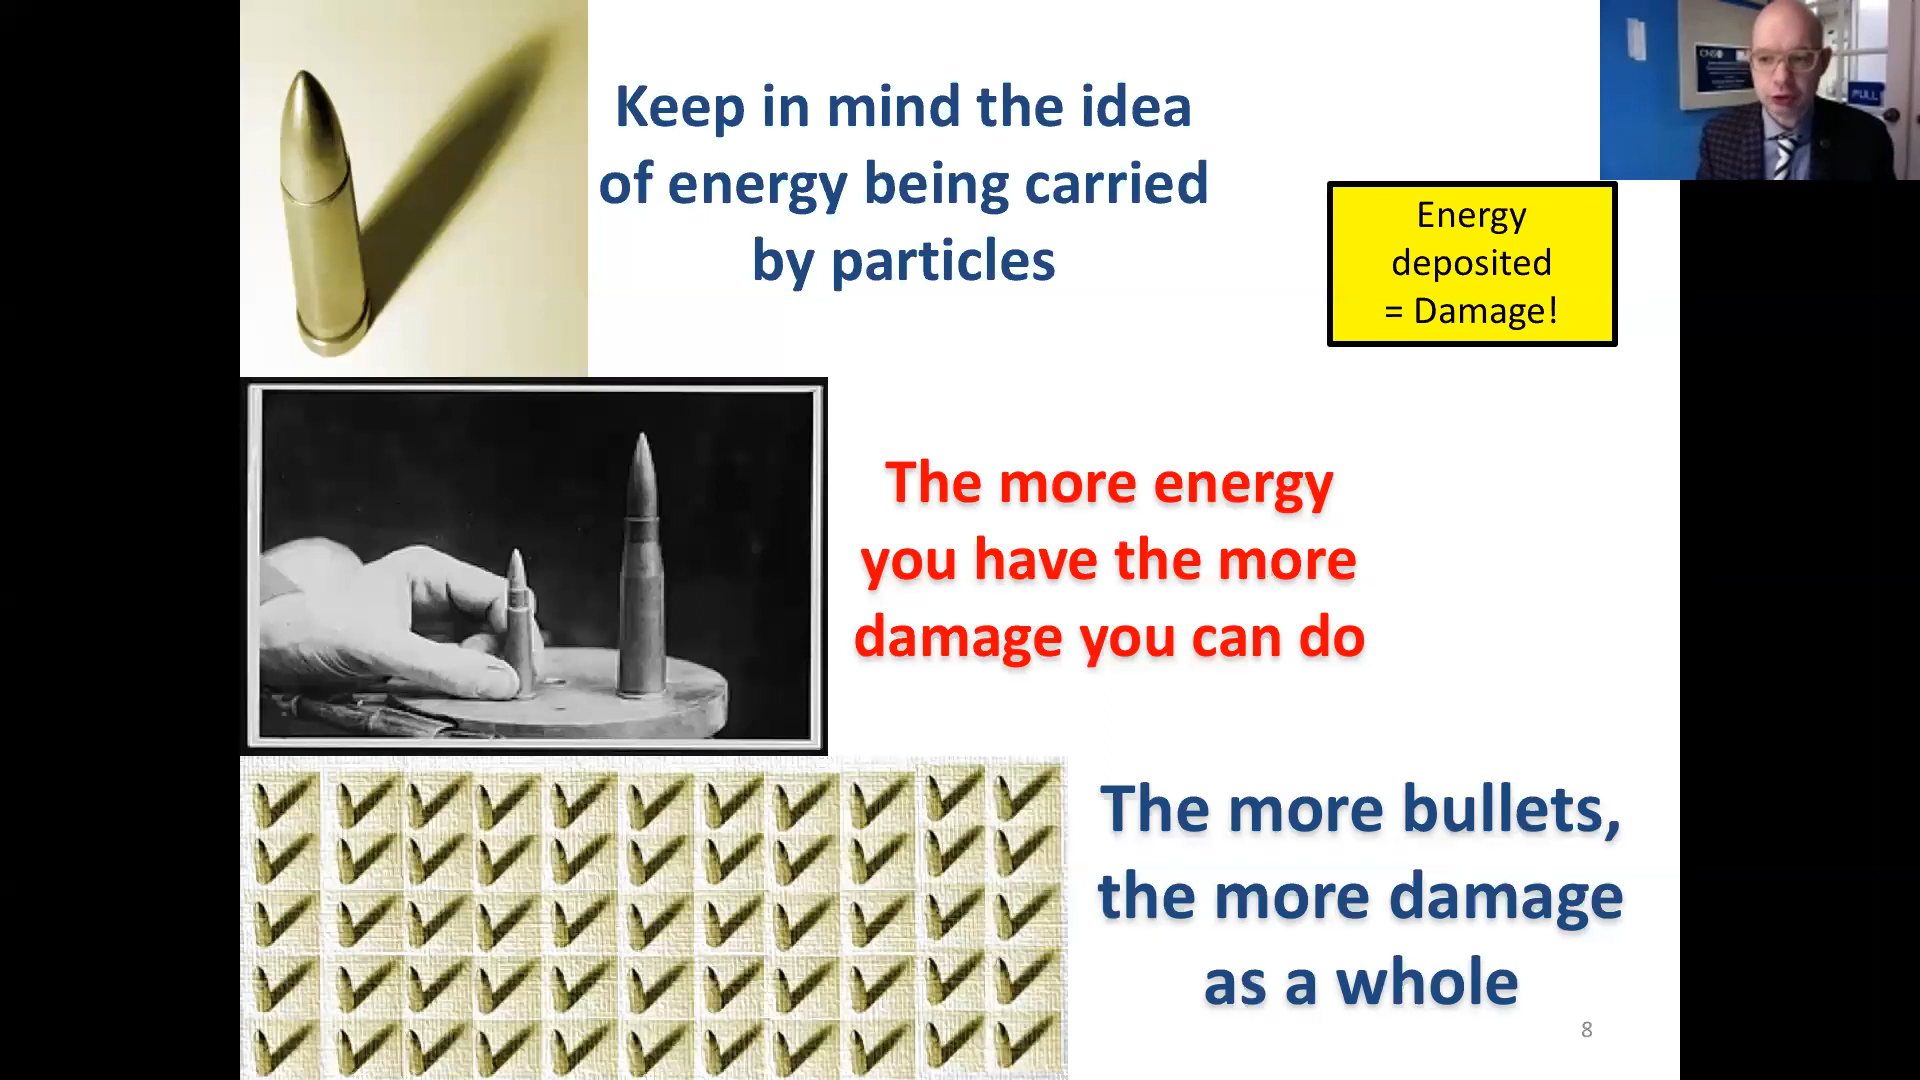 Keep in mind the idea
of energy being carried
by particles
Energy
deposited
= Damage!
The more energy
you have the more
damage you can do
The more bullets,
the more damage
as a whole
8
PULL